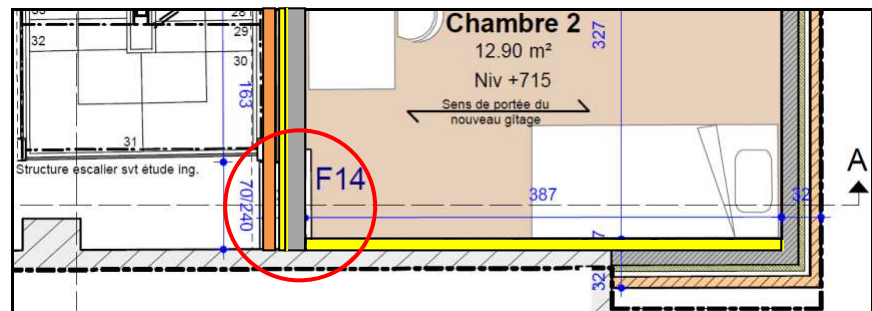 33
32
28
29
30
31
163
Structure escalier svt étude ing.
70/240
Chambre 2
12.90 m²
Niv +715
Sens de portée du
nouveau gîtage
327
F14
387
32
A
7
32